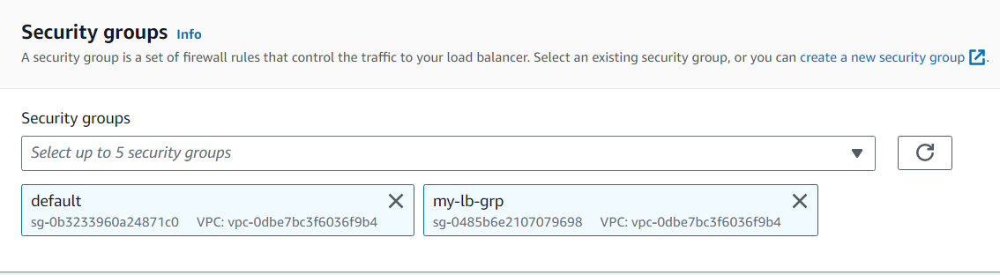 Security groups Info
A security group is a set of firewall rules that control the traffic to your load balancer. Select an existing security group, or you can create a new security group .
Security groups
Select up to 5 security groups
default
sg-0b3233960a24871c0 VPC: vpc-0dbe7bc3f6036f9b4
my-lb-grp
sg-0485b6e2107079698 VPC: vpc-0dbe7bc3f6036f9b4